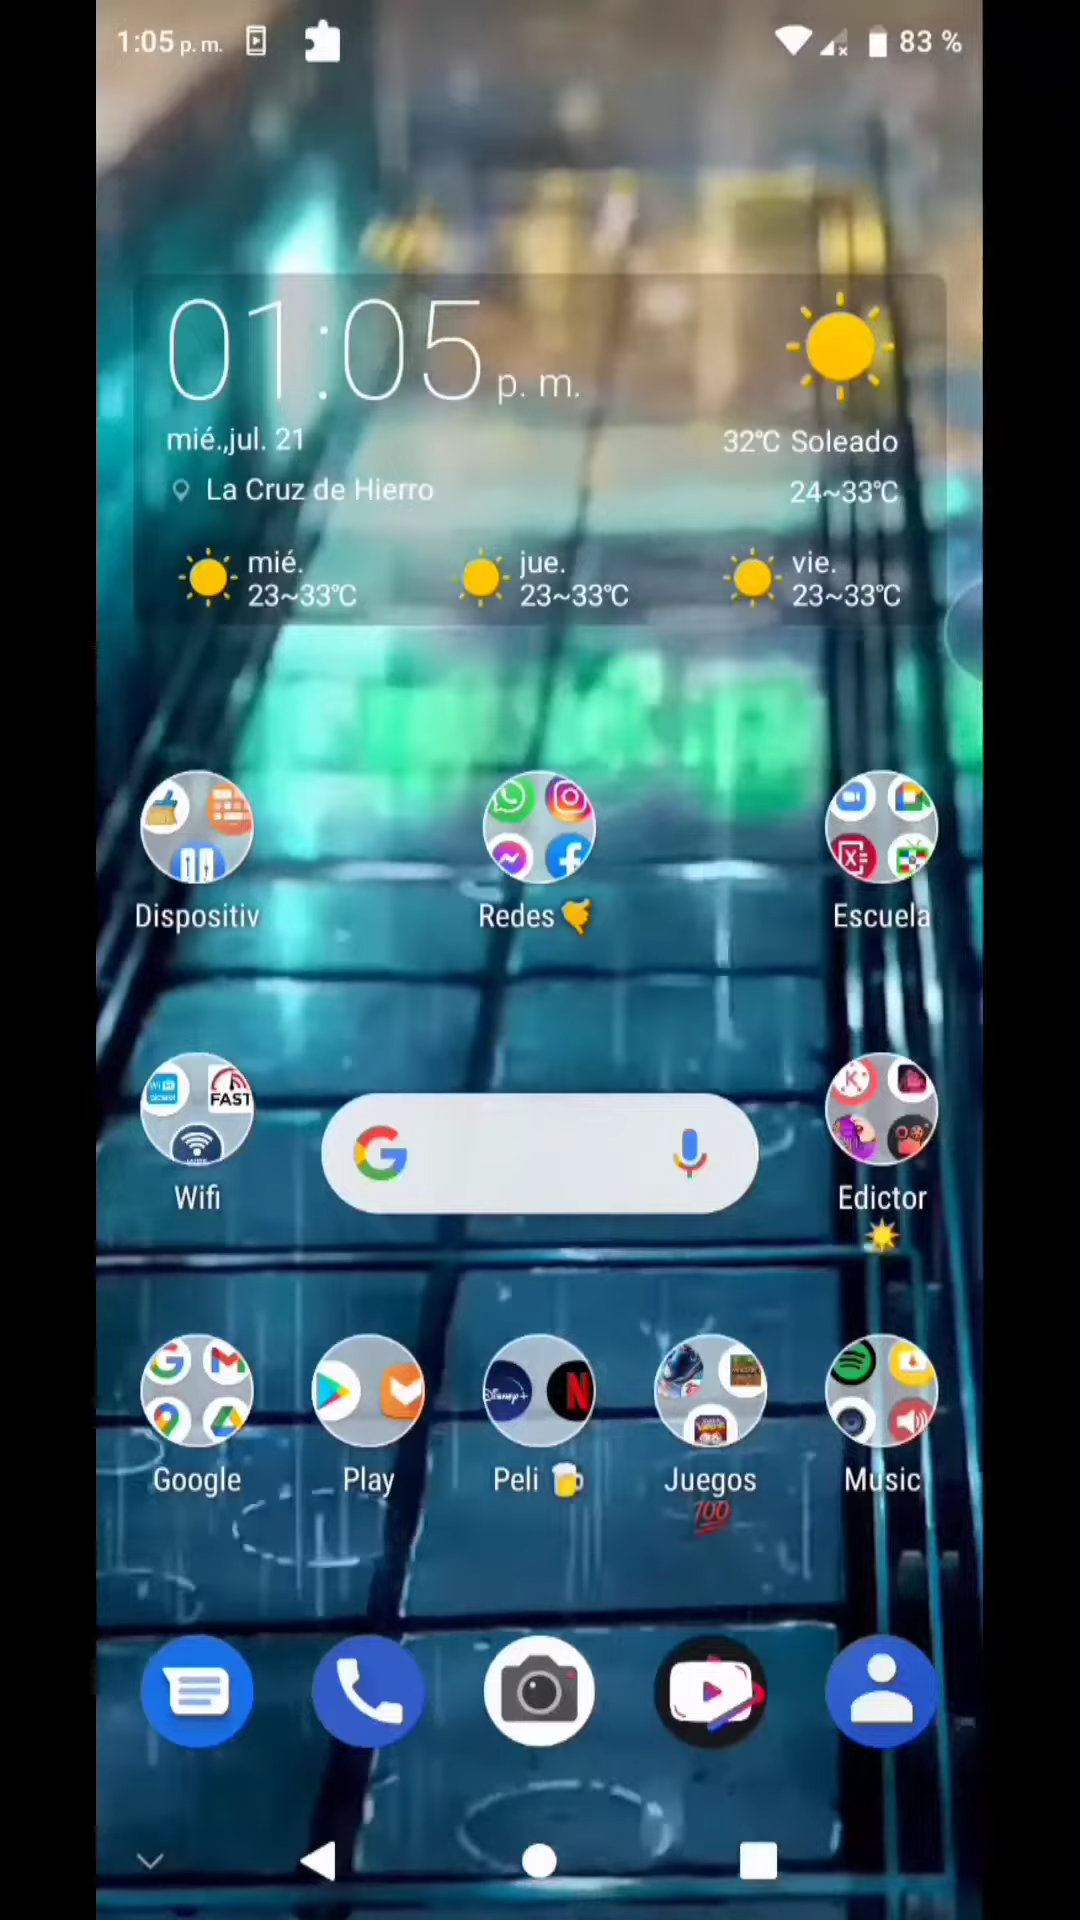 1:05 p. m.
83 %
01:05 p. m.
mié.,jul. 21
32℃ Soleado
La Cruz de Hierro
24~33℃
mié.
23~33℃
jue.
23~33℃
vie.
23~33℃
Dispositiv
Redes🤙
Escuela
FAST
Wifi
G
Edictor
☀️
Disney+
N
Google
Play
Peli 🍺
Juegos
💯
Music